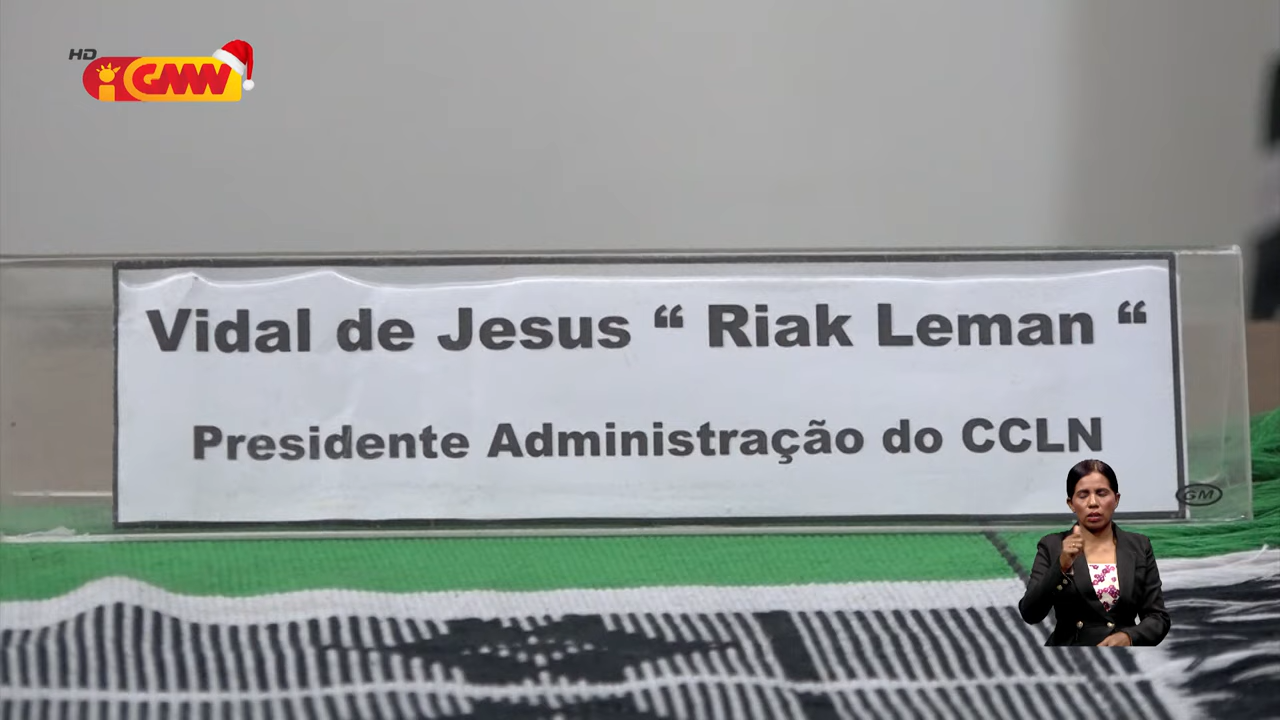 HD
GMN
Vidal de Jesus “ Riak Leman “
Presidente Administração do CCLN
GM